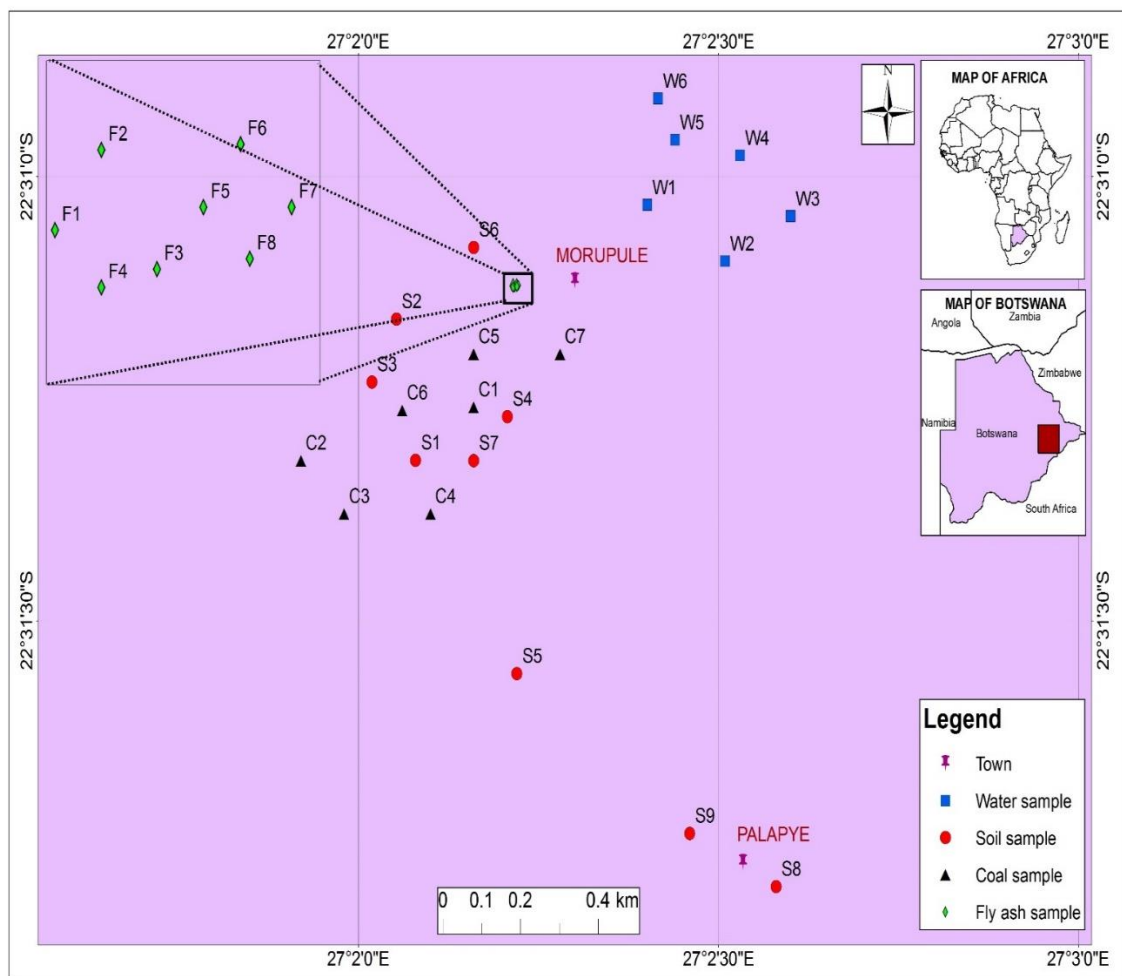 27°2'0"E
27°2'30"E
27°3'0"E
22°31'0"S
22°31'30"S
F2
F6
F1
F5
F7
F3
F8
F4
W6
W5
W4
W1
W3
W2
S6
MORUPULE
S2
C5
C7
S3
C6
C1
S4
C2
S1
S7
C3
C4
S5
S9
PALAPYE
S8
0 0.1 0.2 0.4 km
N
MAP OF AFRICA
MAP OF BOTSWANA
Angola
Zambia
Zimbabwe
Namibia
Botswana
South Africa
Legend
Town
Water sample
Soil sample
Coal sample
Fly ash sample
22°31'0"S
22°31'30"S
27°2'0"E
27°2'30"E
27°3'0"E